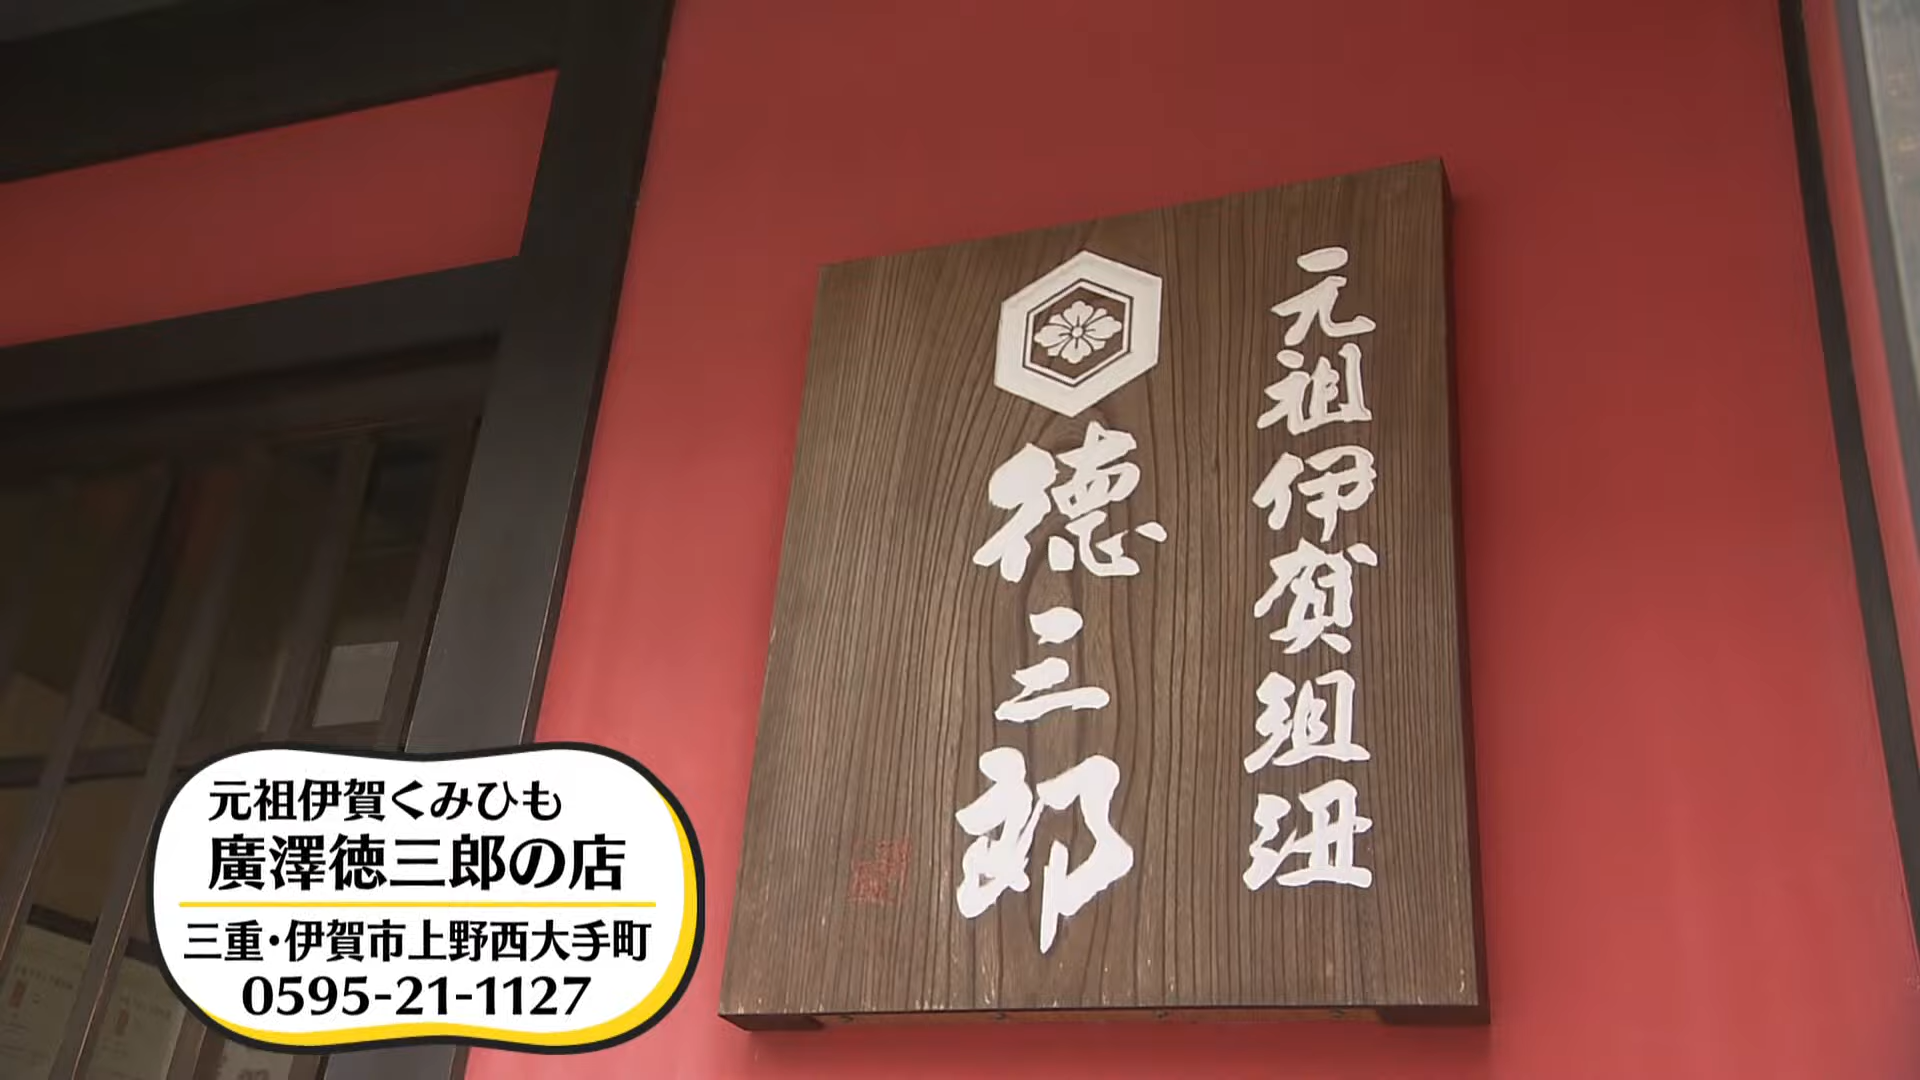 元祖伊賀組紐
徳三郎
元祖伊賀くみひも
廣澤徳三郎の店
三重・伊賀市上野西大手町
0595-21-1127